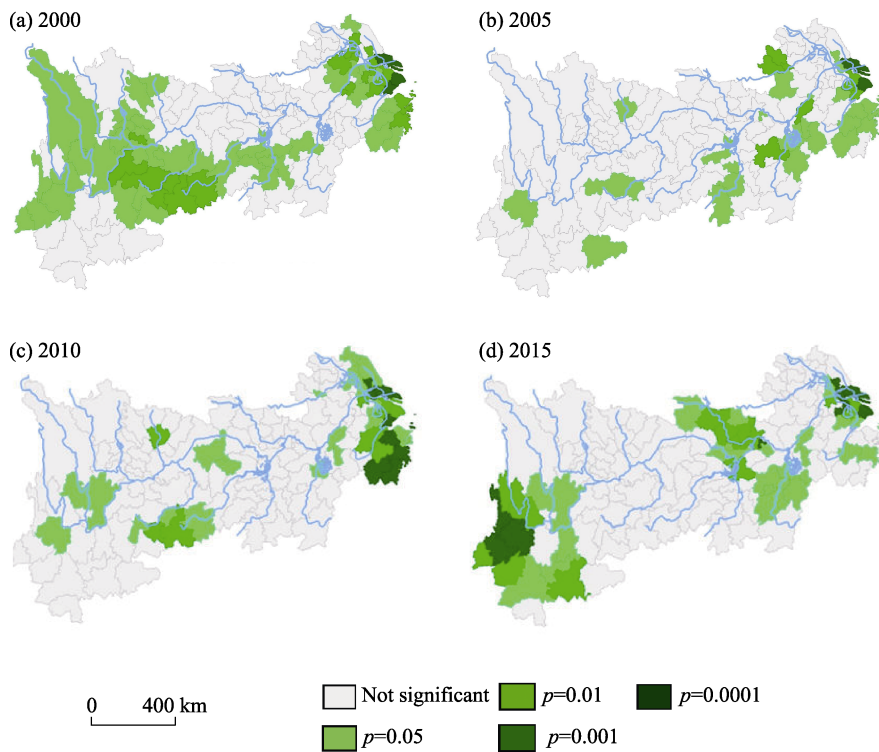 (a) 2000
(b) 2005
(c) 2010
(d) 2015
0 400 km
Not significant
p=0.01
p=0.0001
p=0.05
p=0.001